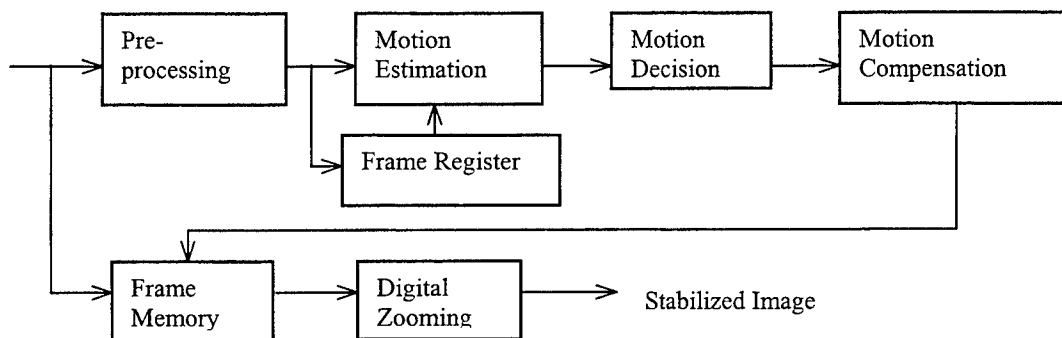 Pre-
processing
Motion
Estimation
Motion
Decision
Motion
Compensation
Frame Register
Frame
Memory
Digital
Zooming
Stabilized Image